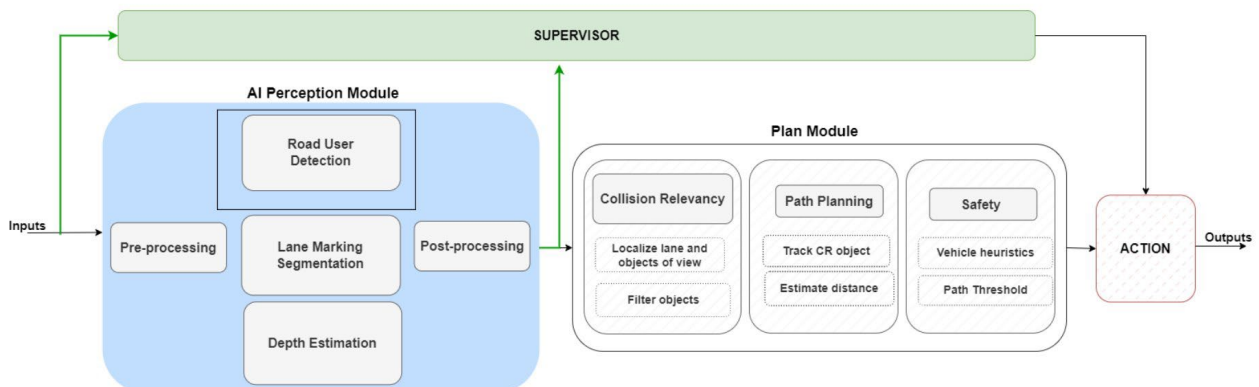 SUPERVISOR
AI Perception Module
Road User
Detection
Plan Module
Inputs
Pre-processing
Lane Marking
Segmentation
Post-processing
Depth Estimation
Collision Relevancy
Localize lane and
objects of view
Filter objects
Path Planning
Track CR object
Estimate distance
Safety
Vehicle heuristics
Path Threshold
ACTION
Outputs